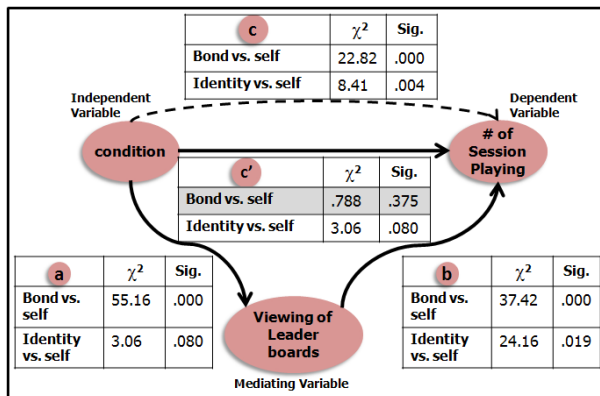 c χ² Sig.
Bond vs. self 22.82 .000
Identity vs. self 8.41 .004
Independent
Variable
Dependent
Variable
condition
# of
Session
Playing
c' χ² Sig.
Bond vs. self .788 .375
Identity vs. self 3.06 .080
a χ² Sig.
Bond vs.
self 55.16 .000
Identity
vs. self 3.06 .080
b χ² Sig.
Bond vs.
self 37.42 .000
Identity
vs. self 24.16 .019
Viewing of
Leader
boards
Mediating Variable